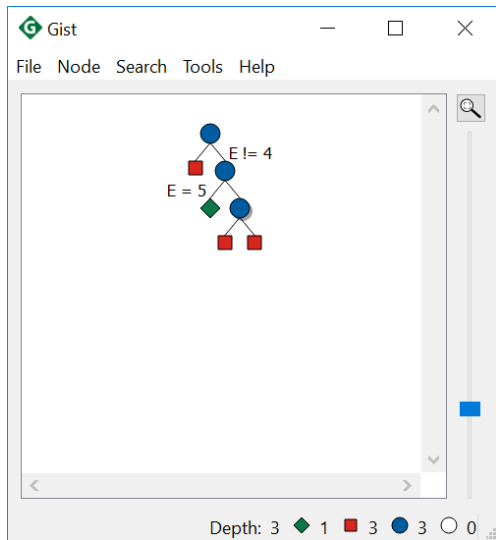 Gist
File Node Search Tools Help
E != 4
E = 5
Depth: 3 1 3 3 0